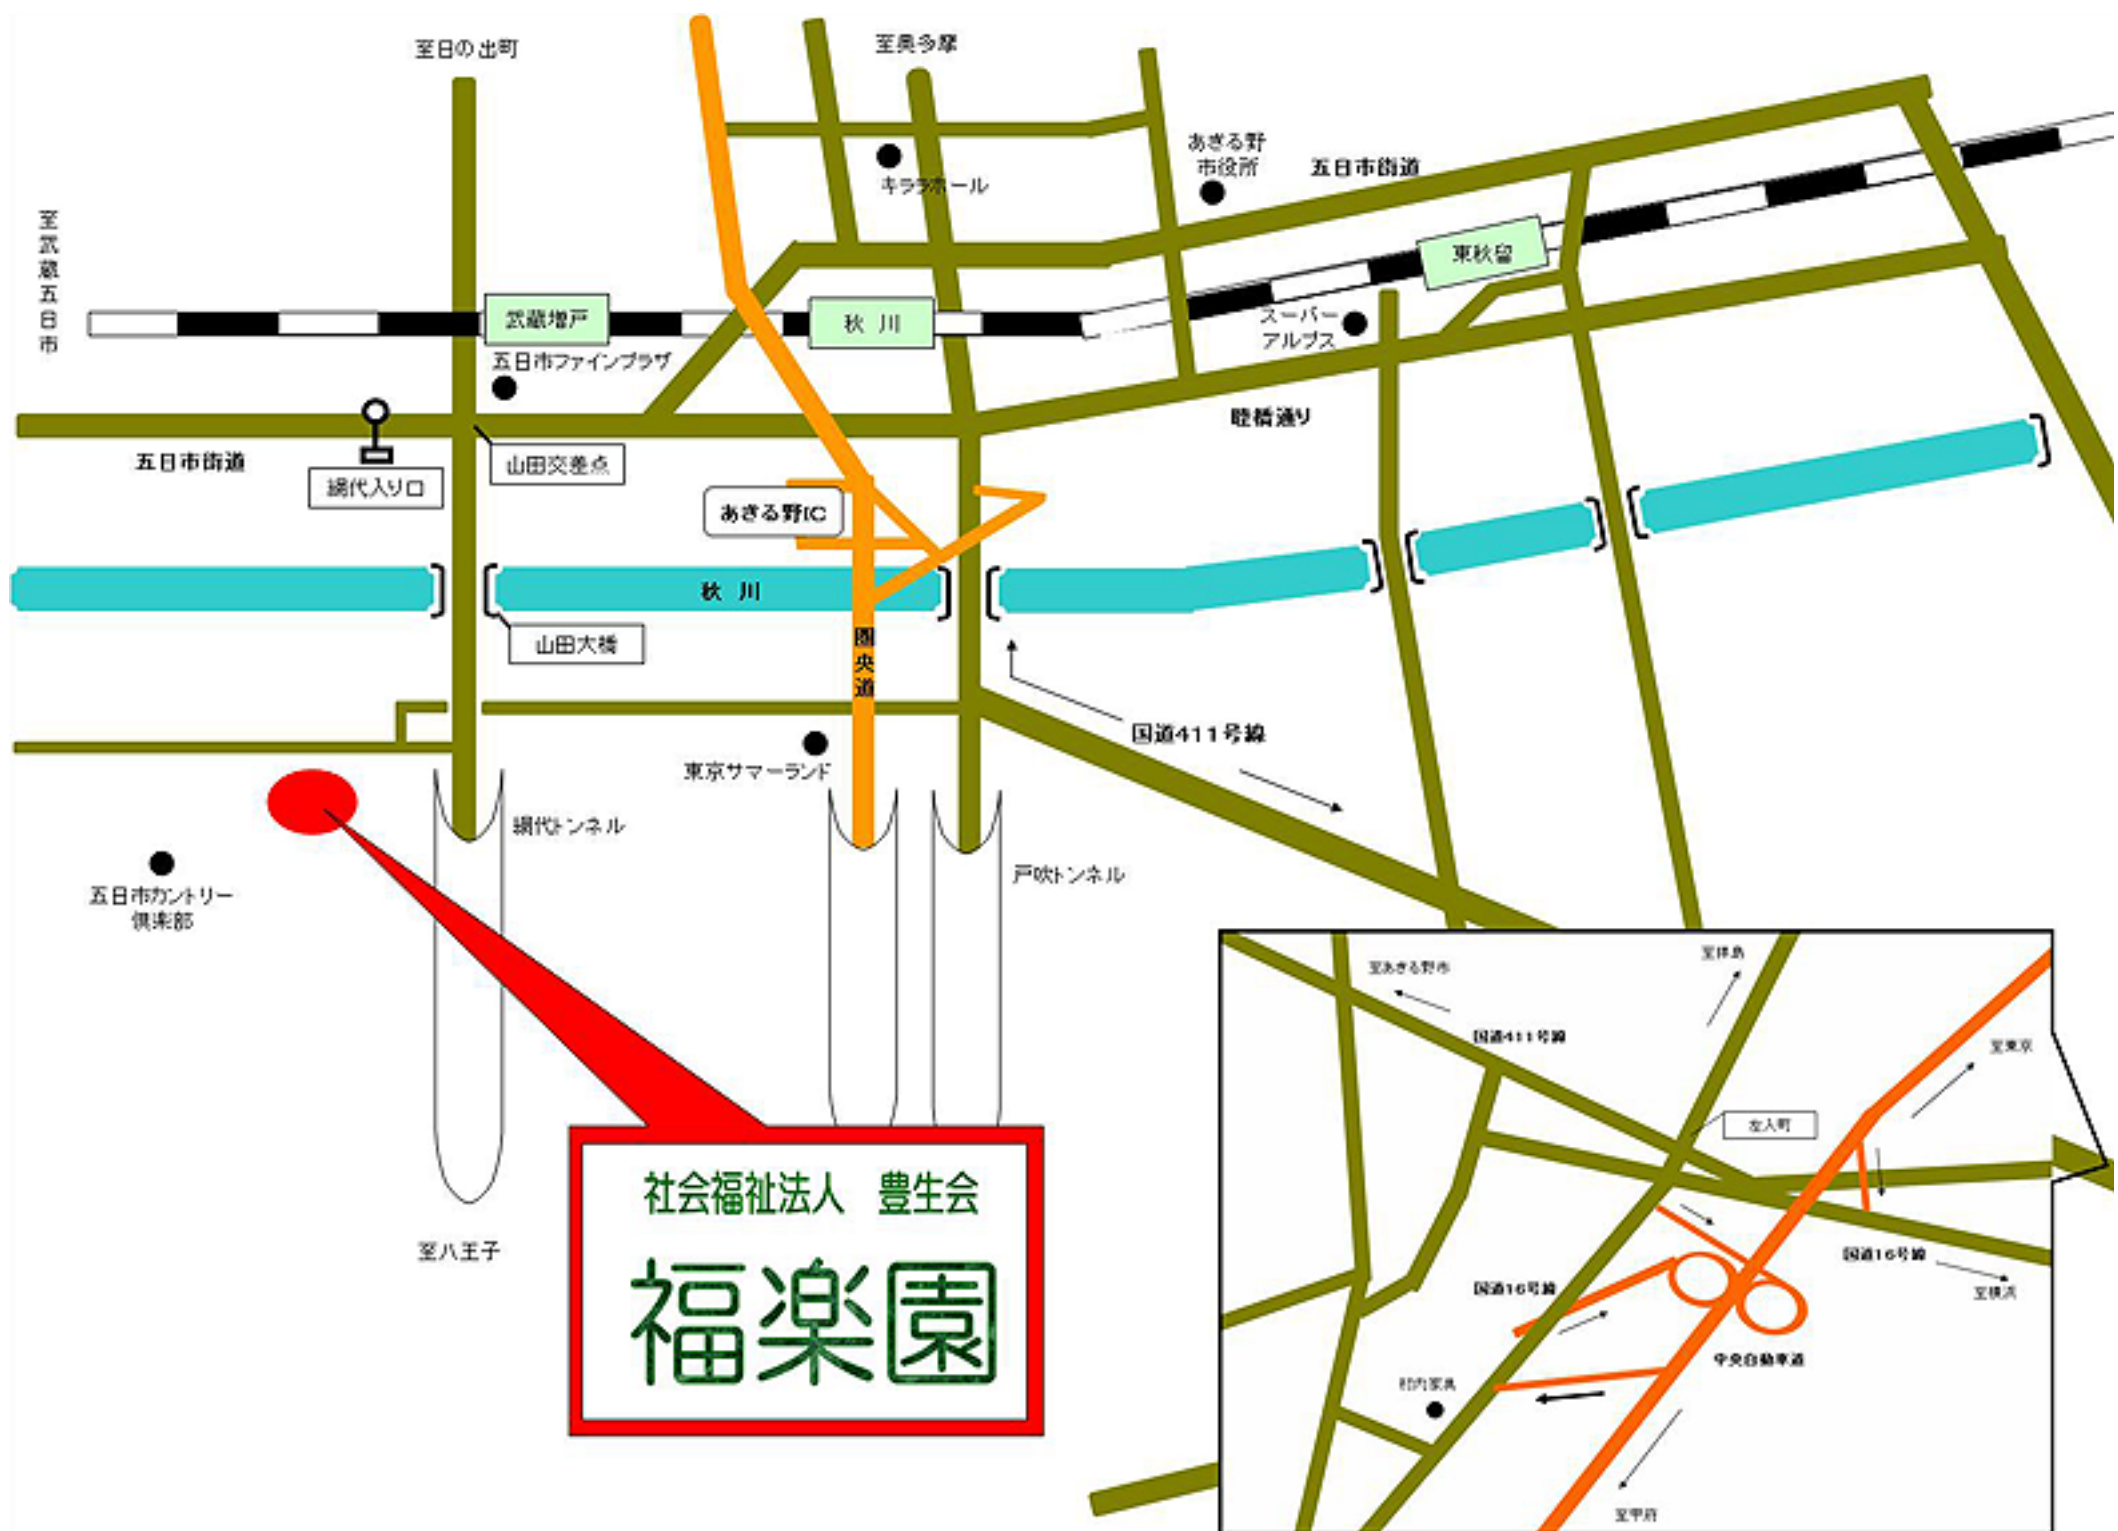 至日の出町
至奥多摩
あきる野
市役所
五日市街道
キララホール
至武蔵五日市
東秋留
武蔵増戸
秋 川
スーパー
アルプス
五日市ファインプラザ
睦橋通り
五日市街道
山田交差点
網代入り口
あきる野IC
秋 川
山田大橋
圏央道
国道411号線
東京サマーランド
網代トンネル
戸吹トンネル
五日市カントリー
倶楽部
至八王子
社会福祉法人 豊生会
福楽園
至あきる野市
至拝島
国道411号線
至東京
左入町
国道16号線
国道16号線
至横浜
中央自動車道
村内家具
至甲府